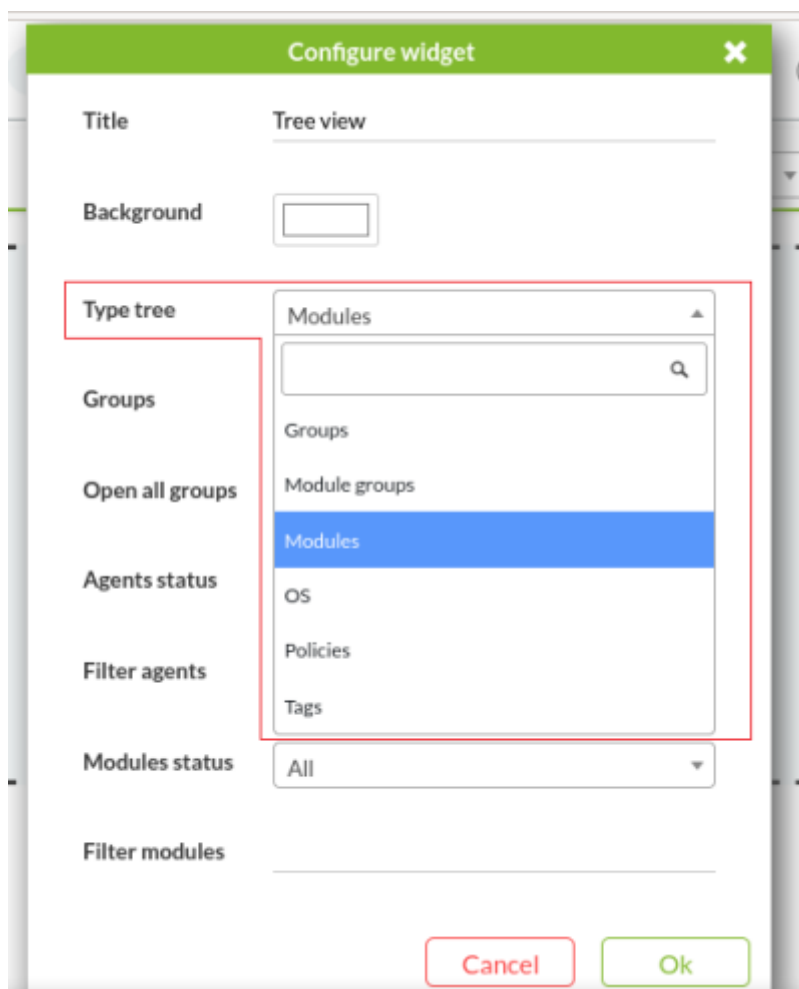 Configure widget
Title Tree view
Background
Type tree Modules
Groups
Groups
Module groups
Open all groups
Modules
Agents status
OS
Policies
Filter agents
Tags
Modules status All
Filter modules
Cancel Ok